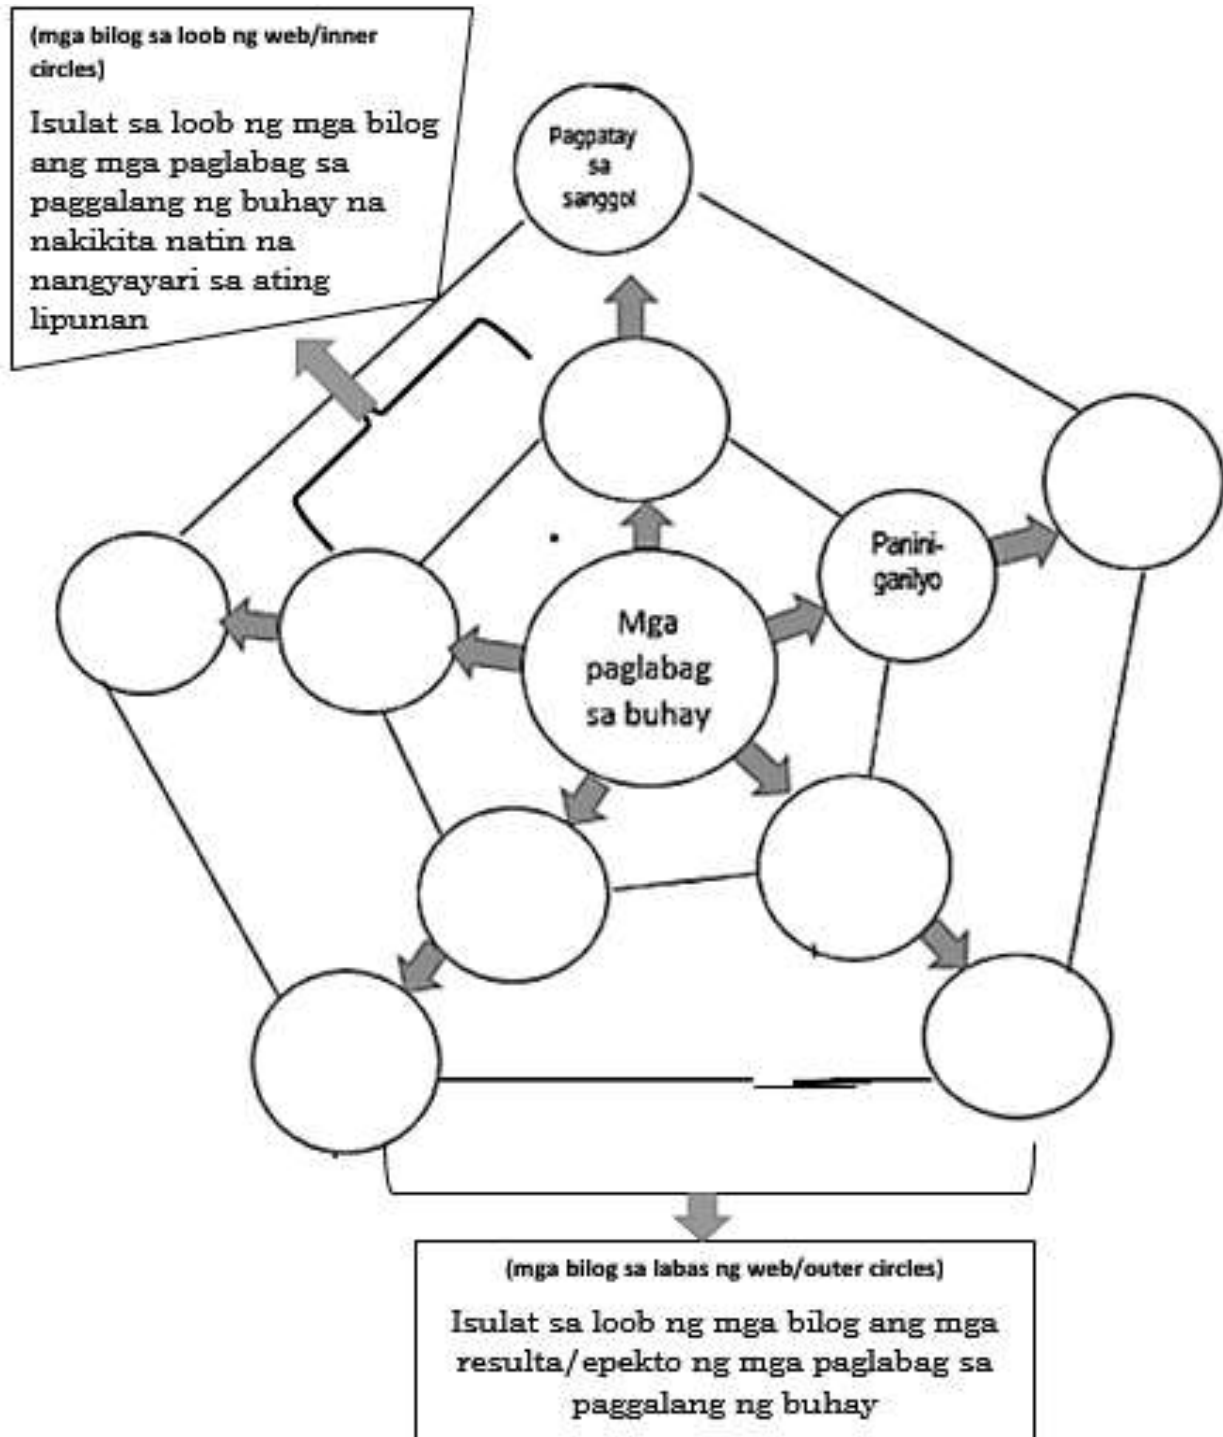 (mga bilog sa loob ng web/inner
circles)
Isulat sa loob ng mga bilog
ang mga paglabag sa
paggalang ng buhay na
nakikita natin na
nangyayari sa ating
lipunan
Pagpatay
sa
sanggol
Panini-
garilyo
Mga
paglabag
sa buhay
(mga bilog sa labas ng web/outer circles)
Isulat sa loob ng mga bilog ang mga
resulta/epekto ng mga paglabag sa
paggalang ng buhay